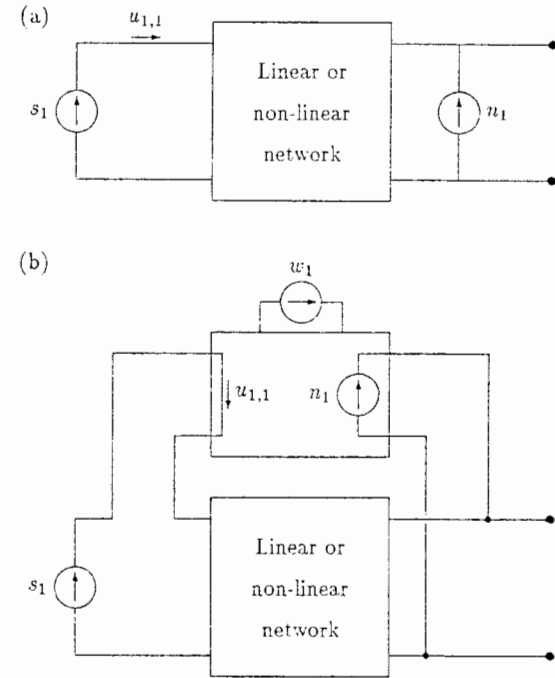 (a)
u₁,₁
s₁
Linear or
non-linear
network
n₁
(b)
w₁
u₁,₁
n₁
s₁
Linear or
non-linear
network